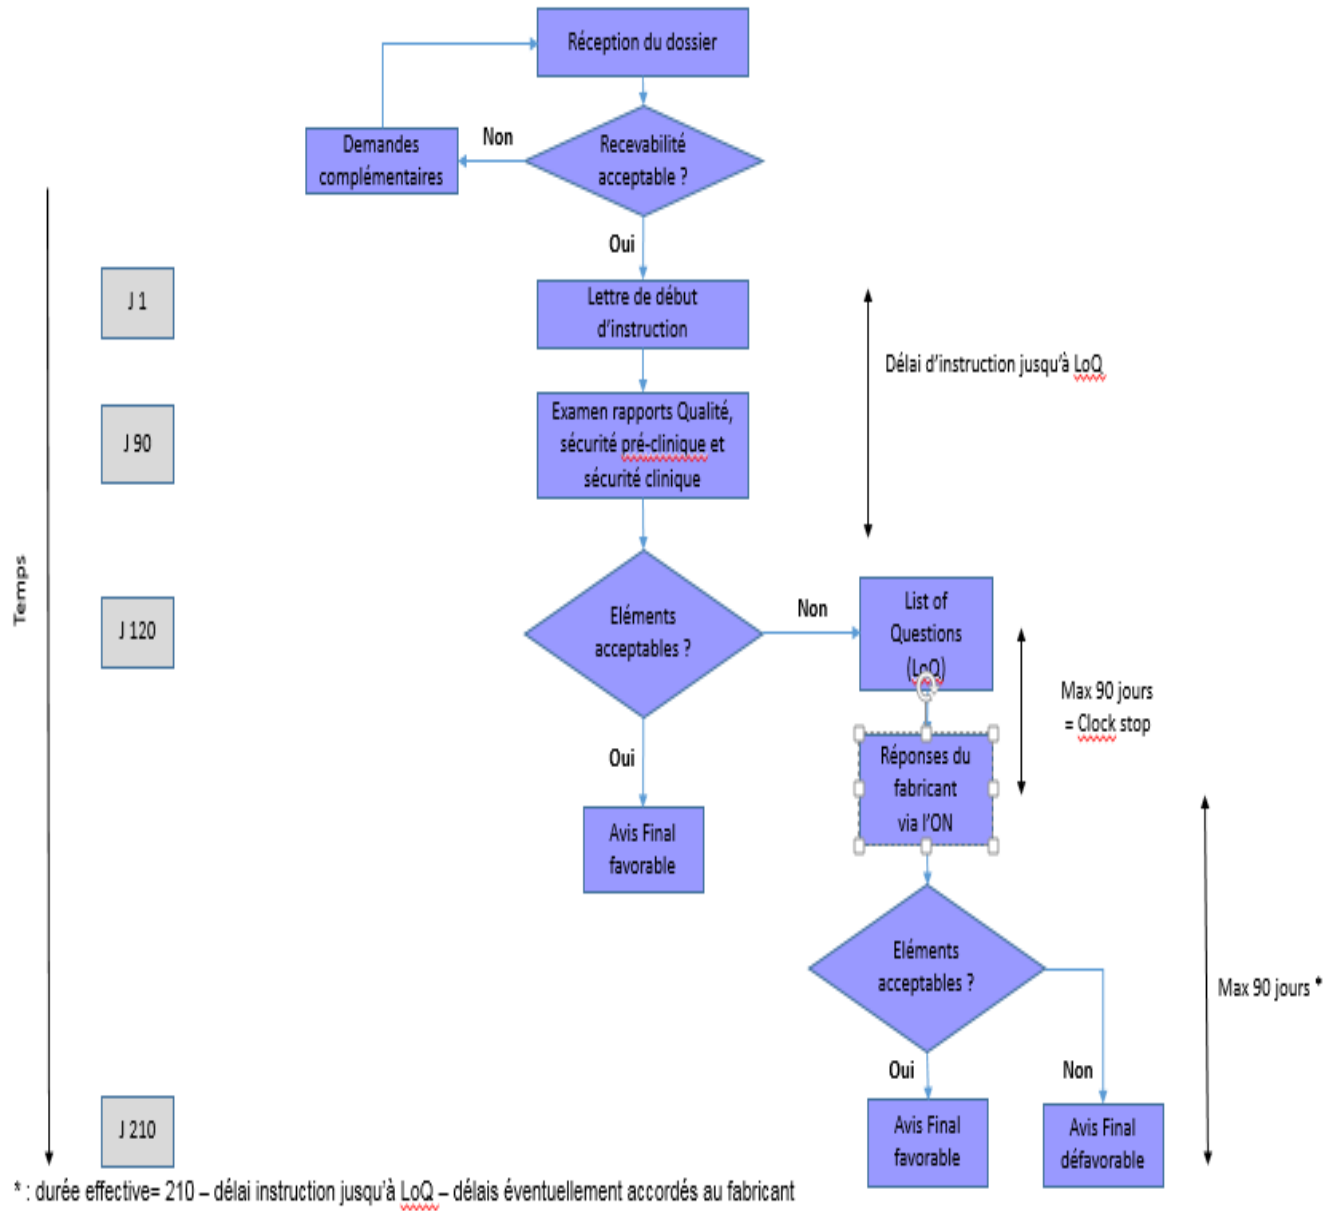 Réception du dossier
Recevabilité
acceptable ?
Non
Demandes
complémentaires
Oui
J 1
Lettre de début
d'instruction
Délai d'instruction jusqu'à LoQ
J 90
Examen rapports Qualité,
sécurité pré-clinique et
sécurité clinique
Temps
J 120
Eléments
acceptables ?
Non
List of
Questions
(LoQ)
Max 90 jours
= Clock stop
Oui
Réponses du
fabricant
via l'ON
Avis Final
favorable
Eléments
acceptables ?
Max 90 jours *
Oui
Non
J 210
Avis Final
favorable
Avis Final
défavorable
* : durée effective= 210 – délai instruction jusqu'à LoQ – délais éventuellement accordés au fabricant